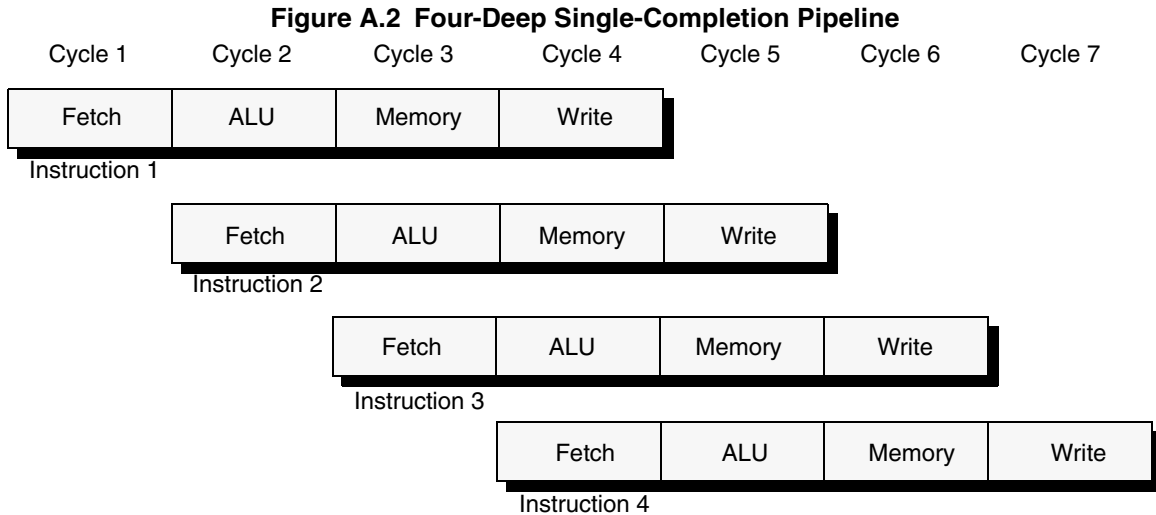 Figure A.2 Four-Deep Single-Completion Pipeline
Cycle 1 Cycle 2 Cycle 3 Cycle 4 Cycle 5 Cycle 6 Cycle 7
Fetch ALU Memory Write
Instruction 1
Fetch ALU Memory Write
Instruction 2
Fetch ALU Memory Write
Instruction 3
Fetch ALU Memory Write
Instruction 4